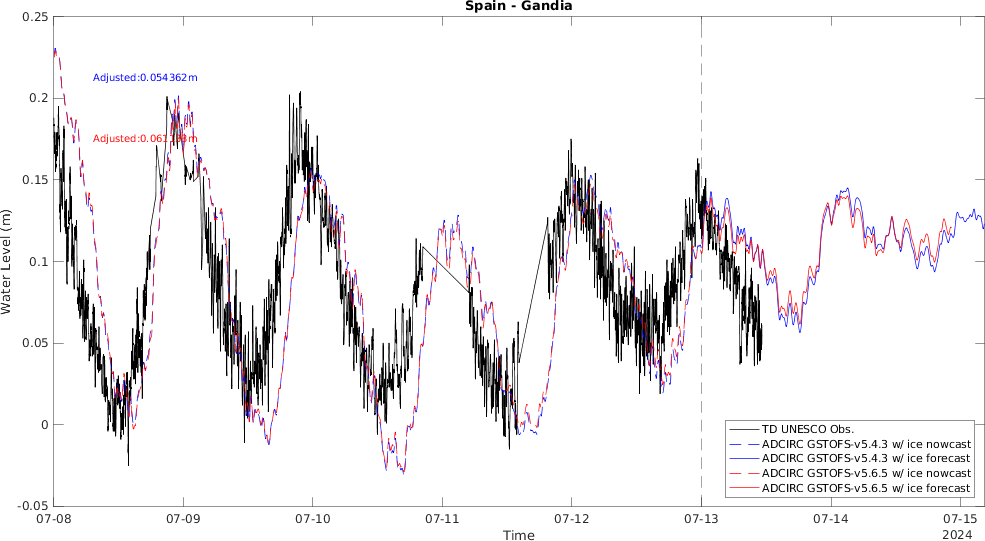 Spain - Gandia
0.25
0.2
0.15
0.1
0.05
0
-0.05
Water Level (m)
Adjusted:0.054362m
07-08
07-09
07-10
07-11
07-12
07-13
07-14
07-15
2024
Time
TD UNESCO Obs.
ADCIRC GSTOFS-v5.4.3 w/ ice nowcast
ADCIRC GSTOFS-v5.4.3 w/ ice forecast
ADCIRC GSTOFS-v5.6.5 w/ ice nowcast
ADCIRC GSTOFS-v5.6.5 w/ ice forecast